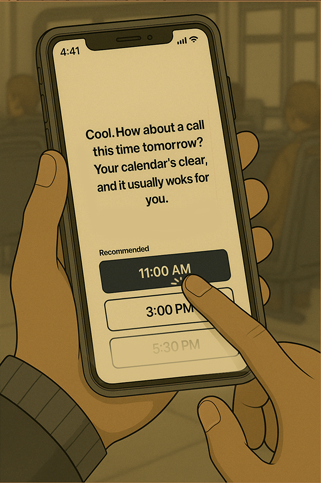 4:41
Cool. How about a call
this time tomorrow?
Your calendar's clear,
and it usually woks for
you.
Recommended
11:00 AM
3:00 PM
5:30 PM